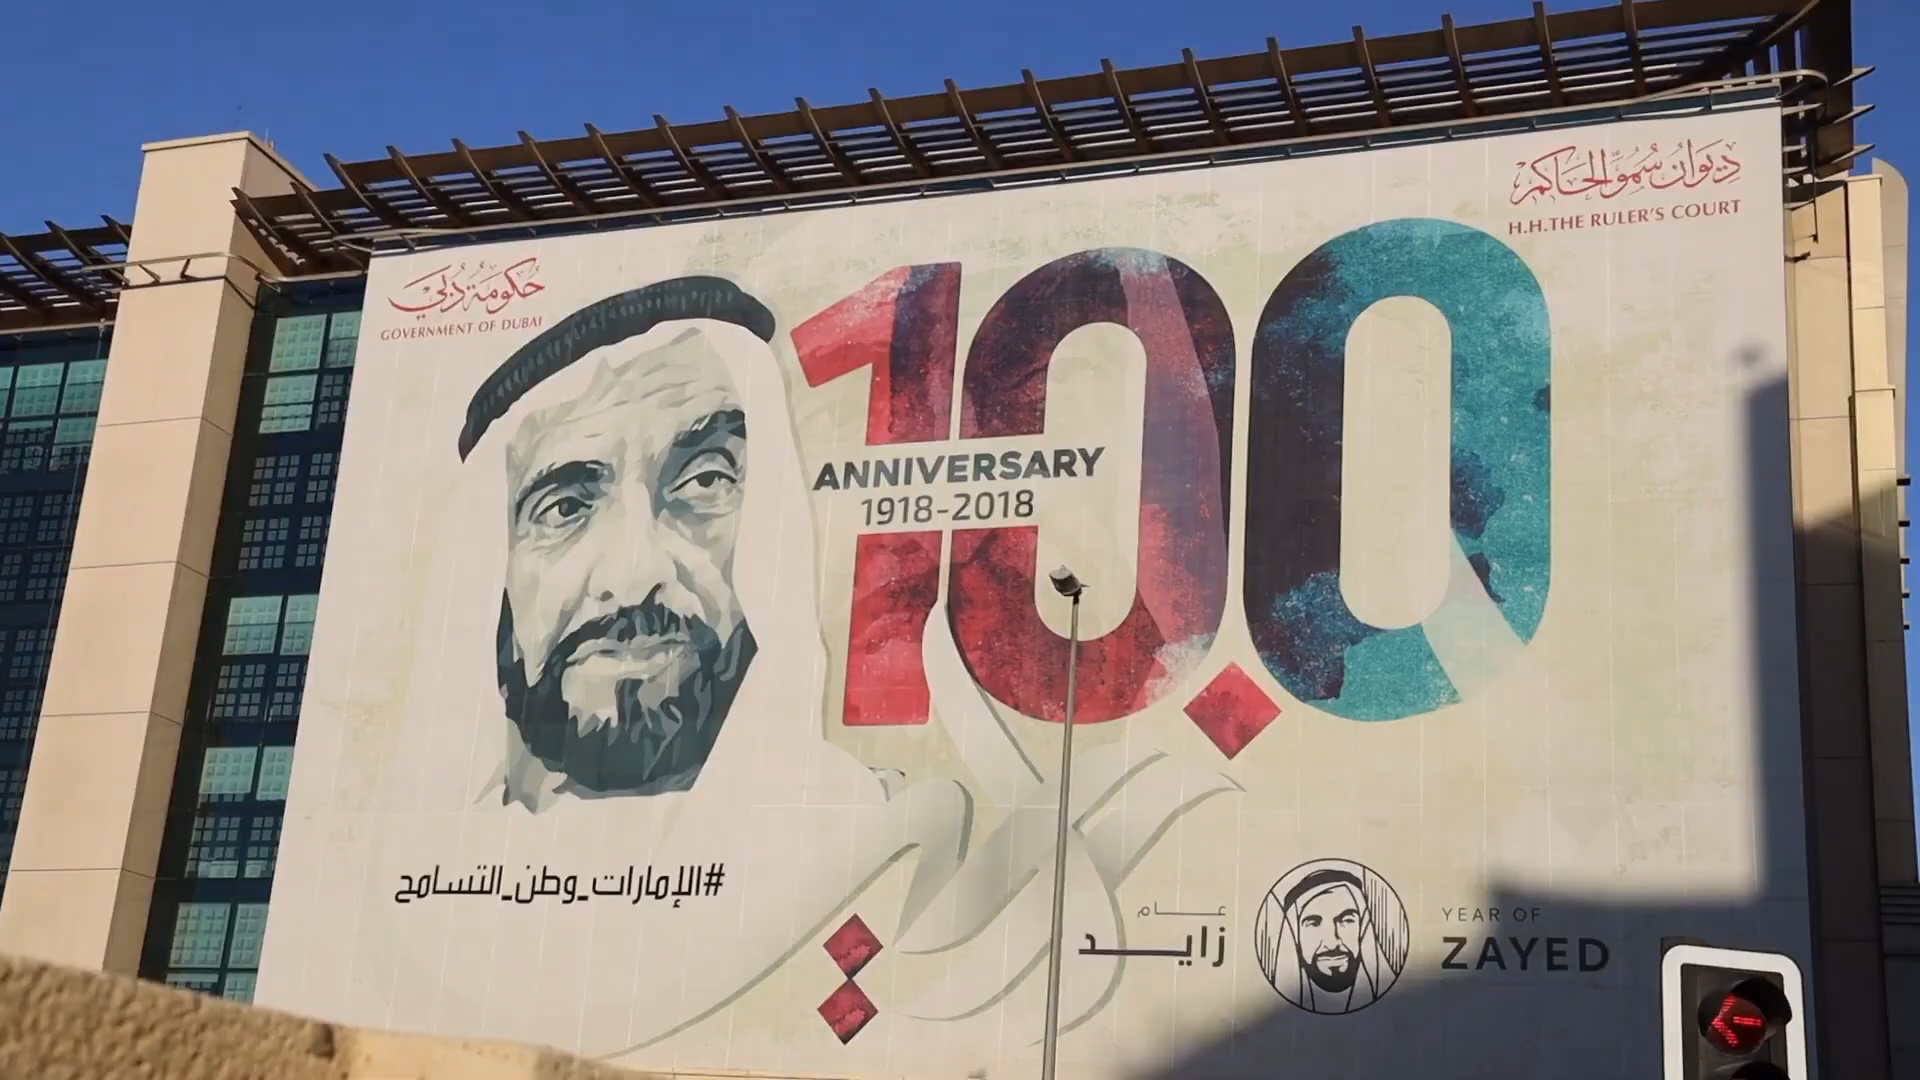 ديوان سمو الحاكم
H.H.THE RULER'S COURT
حكومة دبي
GOVERNMENT OF DUBAI
100
ANNIVERSARY
1918-2018
زايد
#الإمارات_وطن_التسامح
عام
زايد
YEAR OF
ZAYED